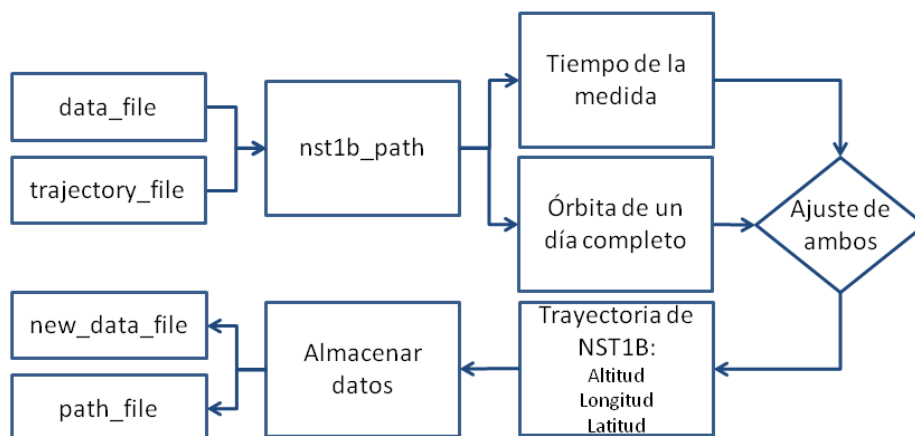 data_file
trajectory_file
nst1b_path
Tiempo de la
medida
Órbita de un
día completo
Ajuste de
ambos
Trayectoria de
NST1B:
Altitud
Longitud
Latitud
Almacenar
datos
new_data_file
path_file